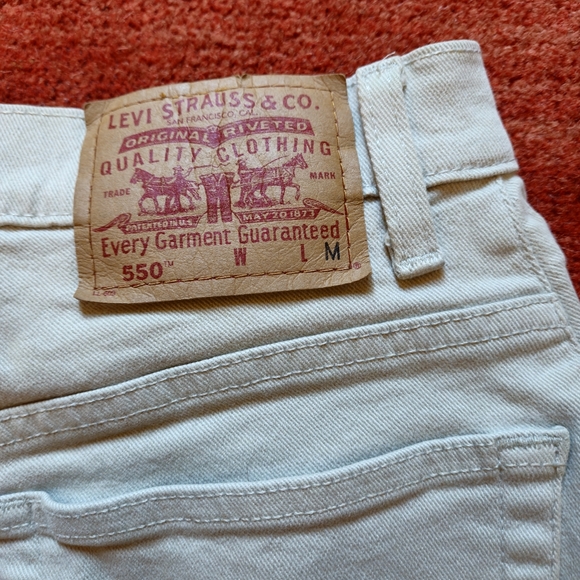 LEVI STRAUSS & CO.
SAN FRANCISCO, CAL.
ORIGINAL RIVETED
QUALITY CLOTHING
TRADE MARK
PATENTED IN U.S. MAY 20 1873
Every Garment Guaranteed
550™ W L M